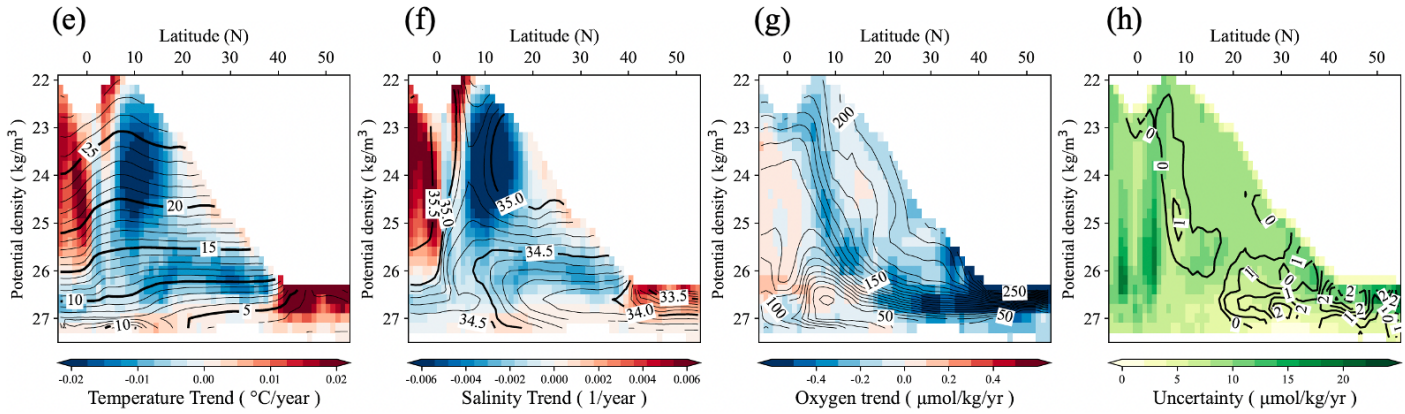 (e)
Latitude (N)
0 10 20 30 40 50
Potential density ( kg/m³ )
22
23
24
25
26
27
25
20
15
10
5
10
-0.02 -0.01 0.00 0.01 0.02
Temperature Trend ( °C/year )
(f)
Latitude (N)
0 10 20 30 40 50
Potential density ( kg/m³ )
22
23
24
25
26
27
35.5
35.0
35.0
34.5
34.5
33.5
34.0
-0.006 -0.004 -0.002 0.000 0.002 0.004 0.006
Salinity Trend ( 1/year )
(g)
Latitude (N)
0 10 20 30 40 50
Potential density ( kg/m³ )
22
23
24
25
26
27
200
150
100
50
250
50
-0.4 -0.2 0.0 0.2 0.4
Oxygen trend ( μmol/kg/yr )
(h)
Latitude (N)
0 10 20 30 40 50
Potential density ( kg/m³ )
22
23
24
25
26
27
0
0
1
0
1
1
0
2
2
2
0
0 5 10 15 20
Uncertainty ( μmol/kg/yr )